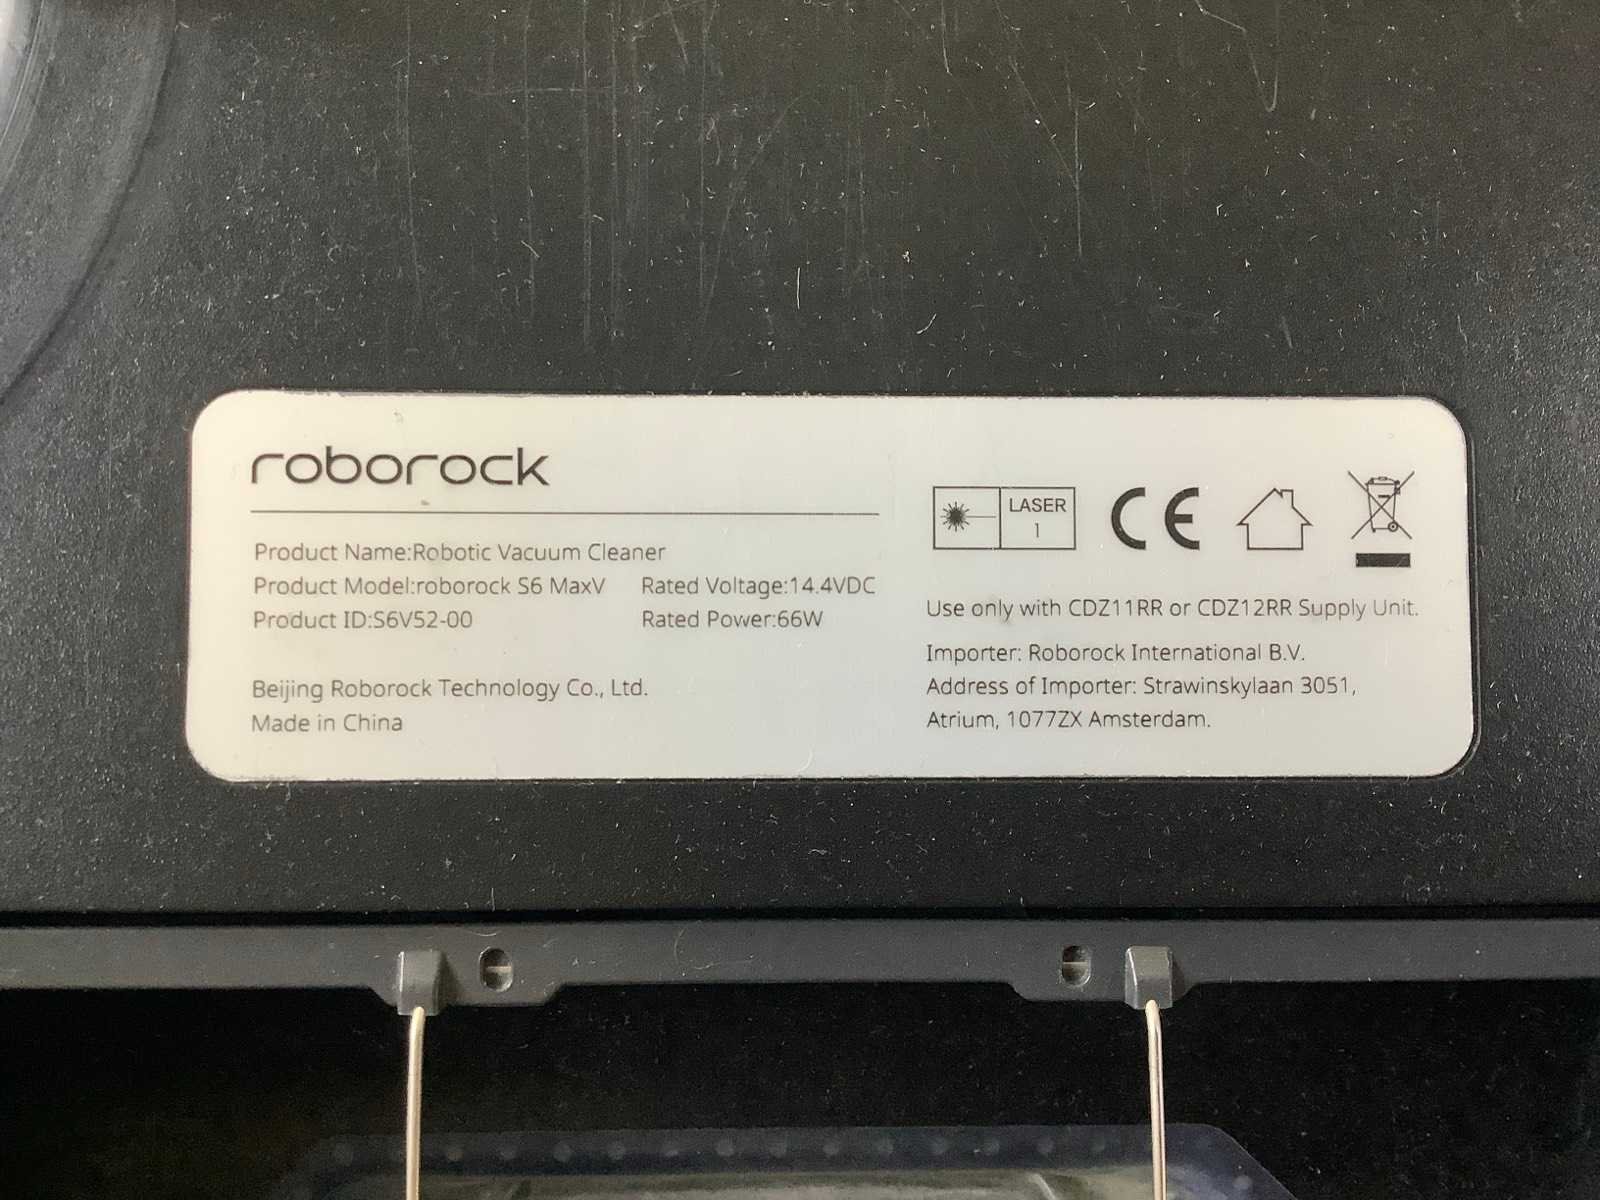 roborock
Product Name:Robotic Vacuum Cleaner
Product Model:roborock S6 MaxV Rated Voltage:14.4VDC
Product ID:S6V52-00 Rated Power:66W
Beijing Roborock Technology Co., Ltd.
Made in China
LASER
1
CE
Use only with CDZ11RR or CDZ12RR Supply Unit.
Importer: Roborock International B.V.
Address of Importer: Strawinskylaan 3051,
Atrium, 1077ZX Amsterdam.